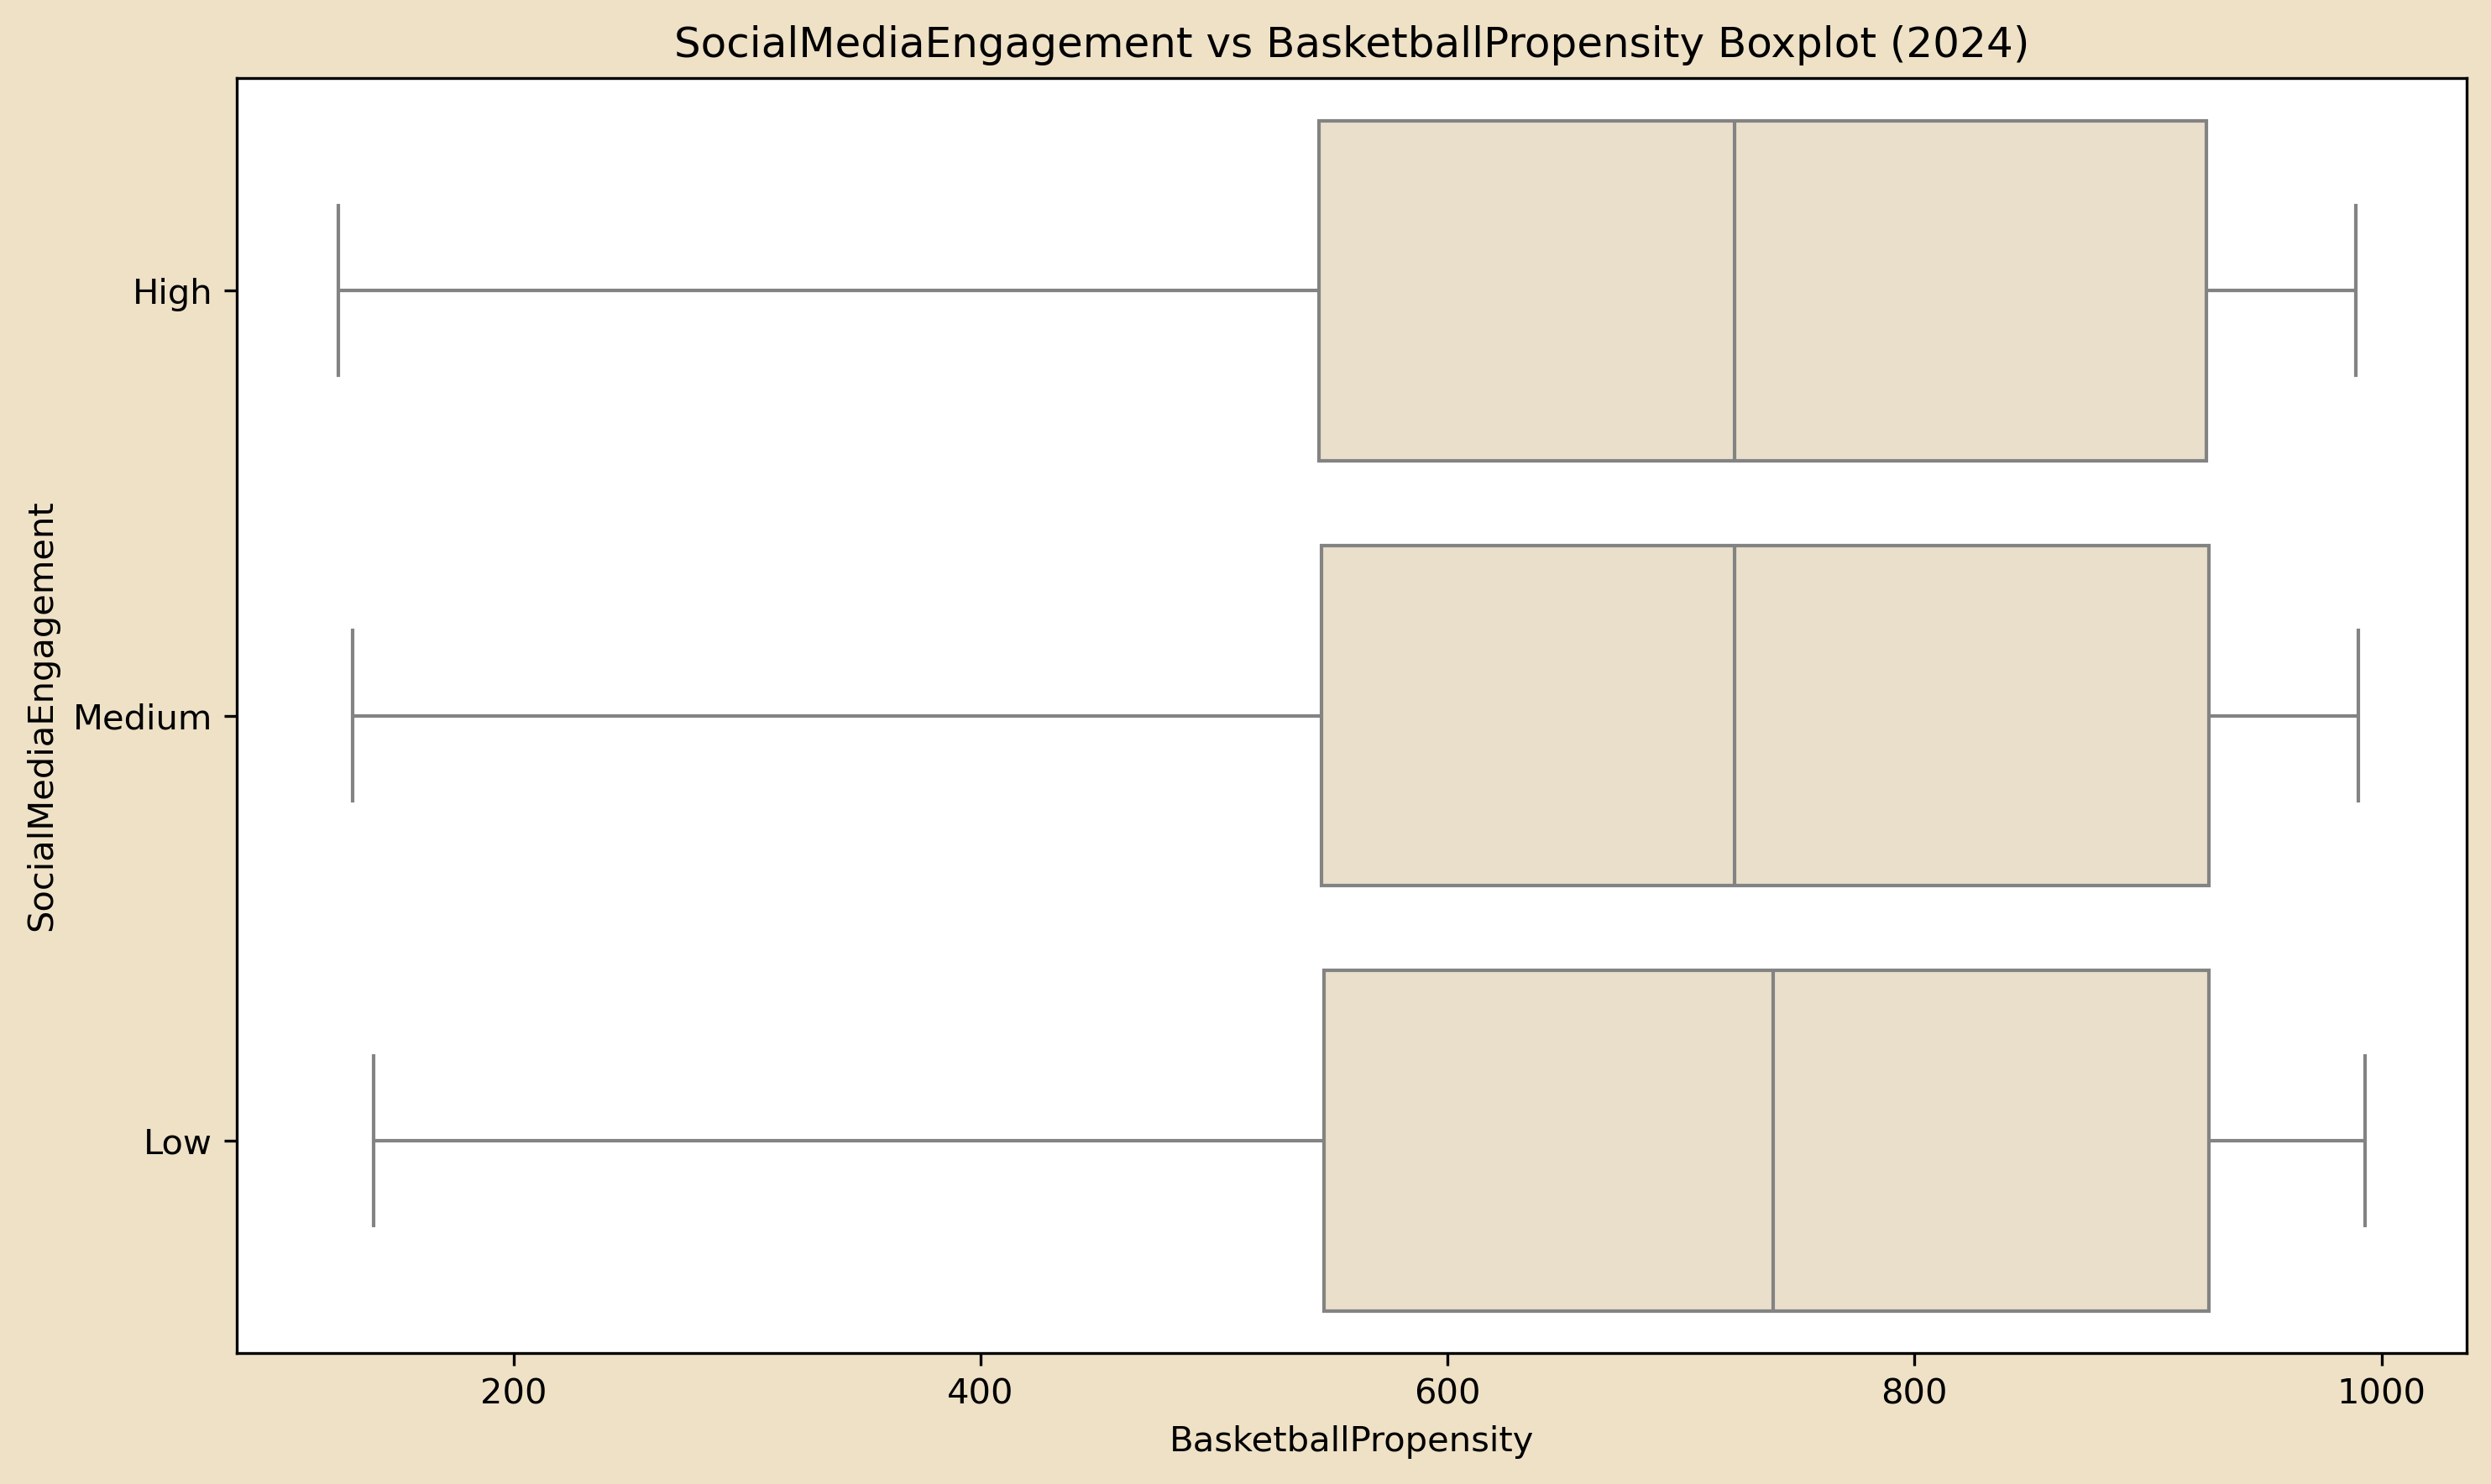 SocialMediaEngagement vs BasketballPropensity Boxplot (2024)
SocialMediaEngagement
High
Medium
Low
200 400 600 800 1000
BasketballPropensity